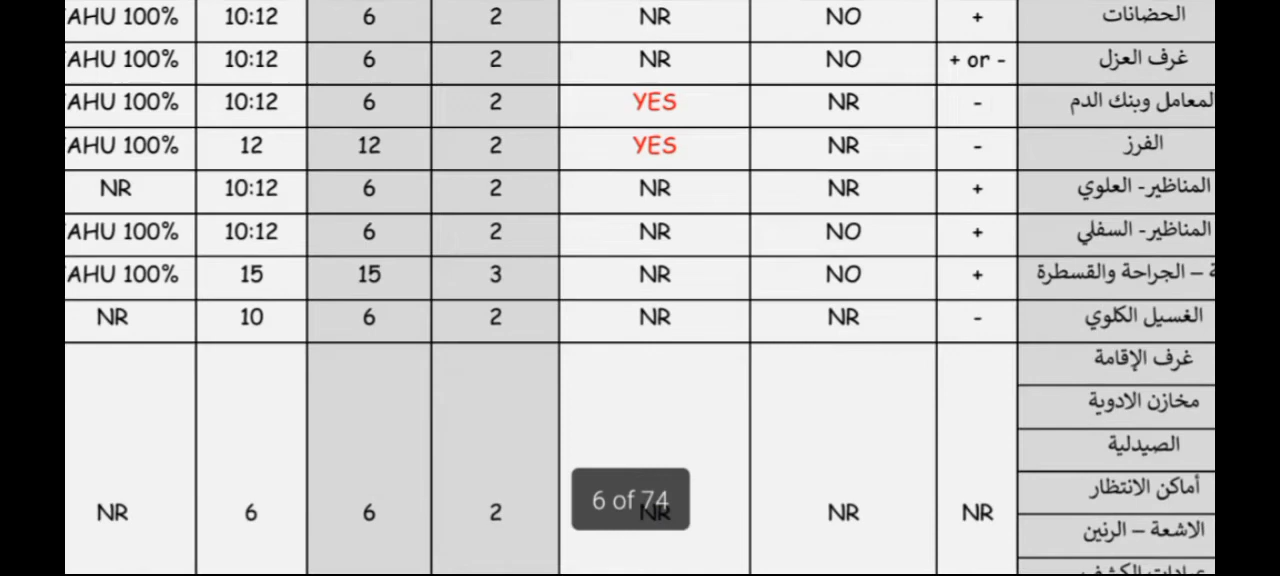 AHU 100% 10:12 6 2 NR NO + الحضانات
AHU 100% 10:12 6 2 NR NO + or - غرف العزل
AHU 100% 10:12 6 2 YES NR - لمعامل وبنك الدم
AHU 100% 12 12 2 YES NR - الفرز
NR 10:12 6 2 NR NR + المناظير- العلوي
AHU 100% 10:12 6 2 NR NO + المناظير- السفلي
AHU 100% 15 15 3 NR NO + ة – الجراحة والقسطرة
NR 10 6 2 NR NR - الغسيل الكلوي
غرف الإقامة
مخازن الادوية
الصيدلية
أماكن الانتظار
NR 6 6 2 NR NR NR
6 of 74
الاشعة – الرنين